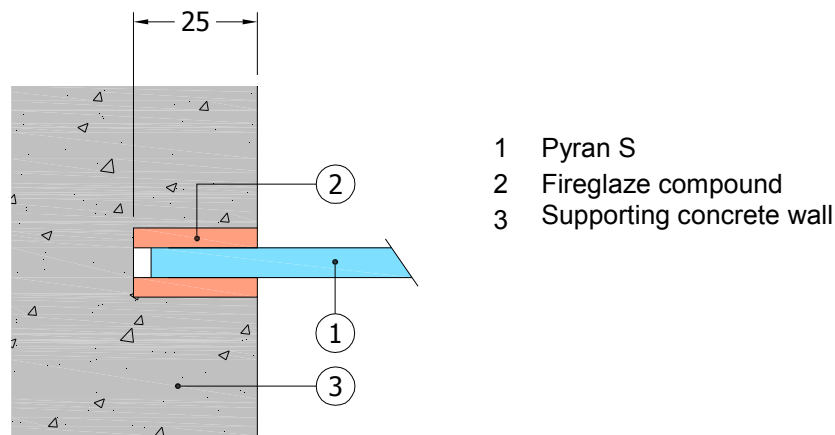 25
2
1
3
1 Pyran S
2 Fireglaze compound
3 Supporting concrete wall